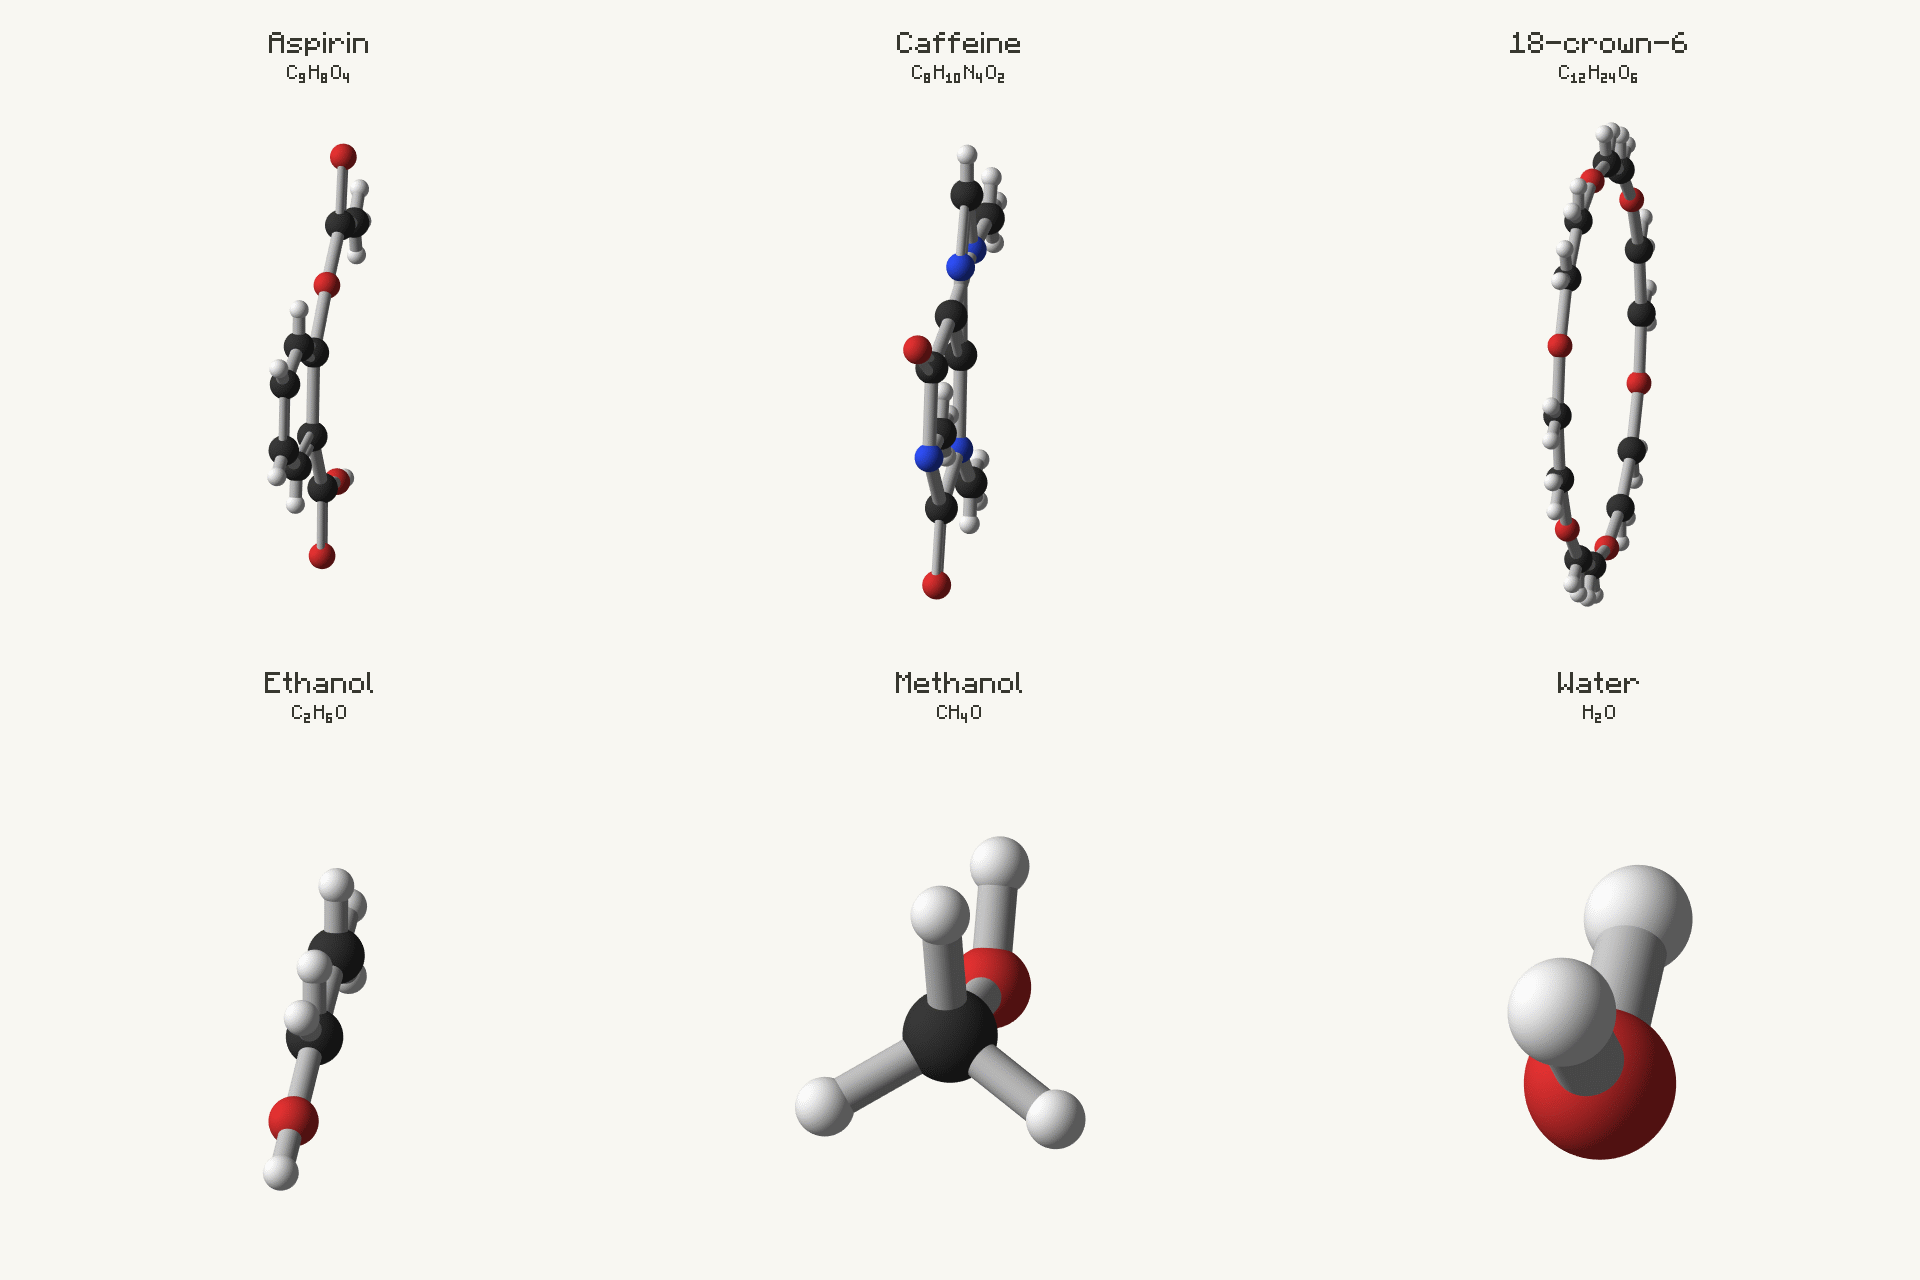 Aspirin
C₉H₈O₄
Caffeine
C₈H₁₀N₄O₂
18-crown-6
C₁₂H₂₄O₆
Ethanol
C₂H₆O
Methanol
CH₄O
Water
H₂O